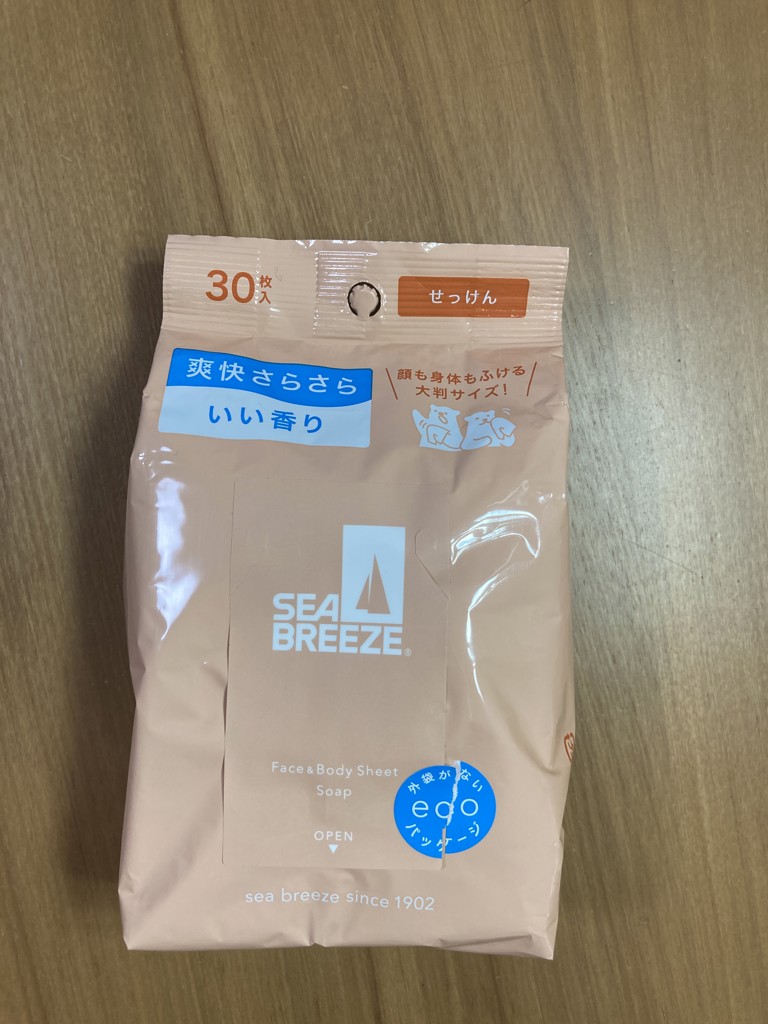 30枚入
せっけん
爽快さらさら
いい香り
顔も身体もふける
大判サイズ!
SEA
BREEZE®
Face & Body Sheet
Soap
OPEN
外袋がない
eco
パッケージ
sea breeze since 1902